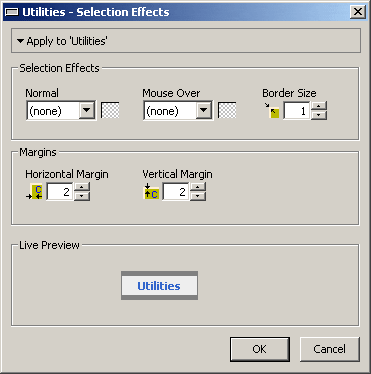 Utilities - Selection Effects
Apply to 'Utilities'
Selection Effects
Normal Mouse Over Border Size
(none) (none) 1
Margins
Horizontal Margin Vertical Margin
C 2 C 2
Live Preview
Utilities
OK Cancel